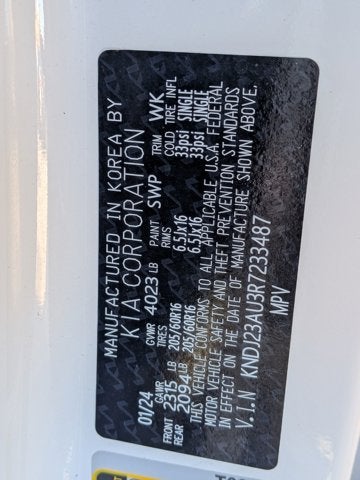 MANUFACTURED IN KOREA BY
KIA CORPORATION
01/24 GVWR 4023 LB PAINT SWP TRIM WK
GAWR TIRES RIMS COLD TIRE INFL
FRONT 2315 LB 205/60R16 6.5Jx16 33psi SINGLE
REAR 2094 LB 205/60R16 6.5Jx16 33psi SINGLE
THIS VEHICLE CONFORMS TO ALL APPLICABLE U.S.A. FEDERAL
MOTOR VEHICLE SAFETY AND THEFT PREVENTION STANDARDS
IN EFFECT ON THE DATE OF MANUFACTURE SHOWN ABOVE.
V.I.N KNDJ23AU3R7233487
MPV